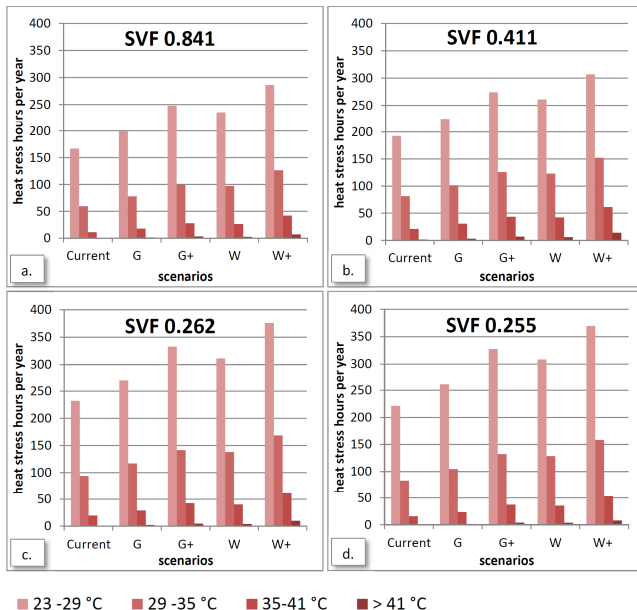 SVF 0.841
heat stress hours per year
400
350
300
250
200
150
100
50
0
Current G G+ W W+
scenarios
a.
SVF 0.411
heat stress hours per year
400
350
300
250
200
150
100
50
0
Current G G+ W W+
scenarios
b.
SVF 0.262
heat stress hours per year
400
350
300
250
200
150
100
50
0
Current G G+ W W+
scenarios
c.
SVF 0.255
heat stress hours per year
400
350
300
250
200
150
100
50
0
Current G G+ W W+
scenarios
d.
23 -29 °C 29 -35 °C 35-41 °C > 41 °C